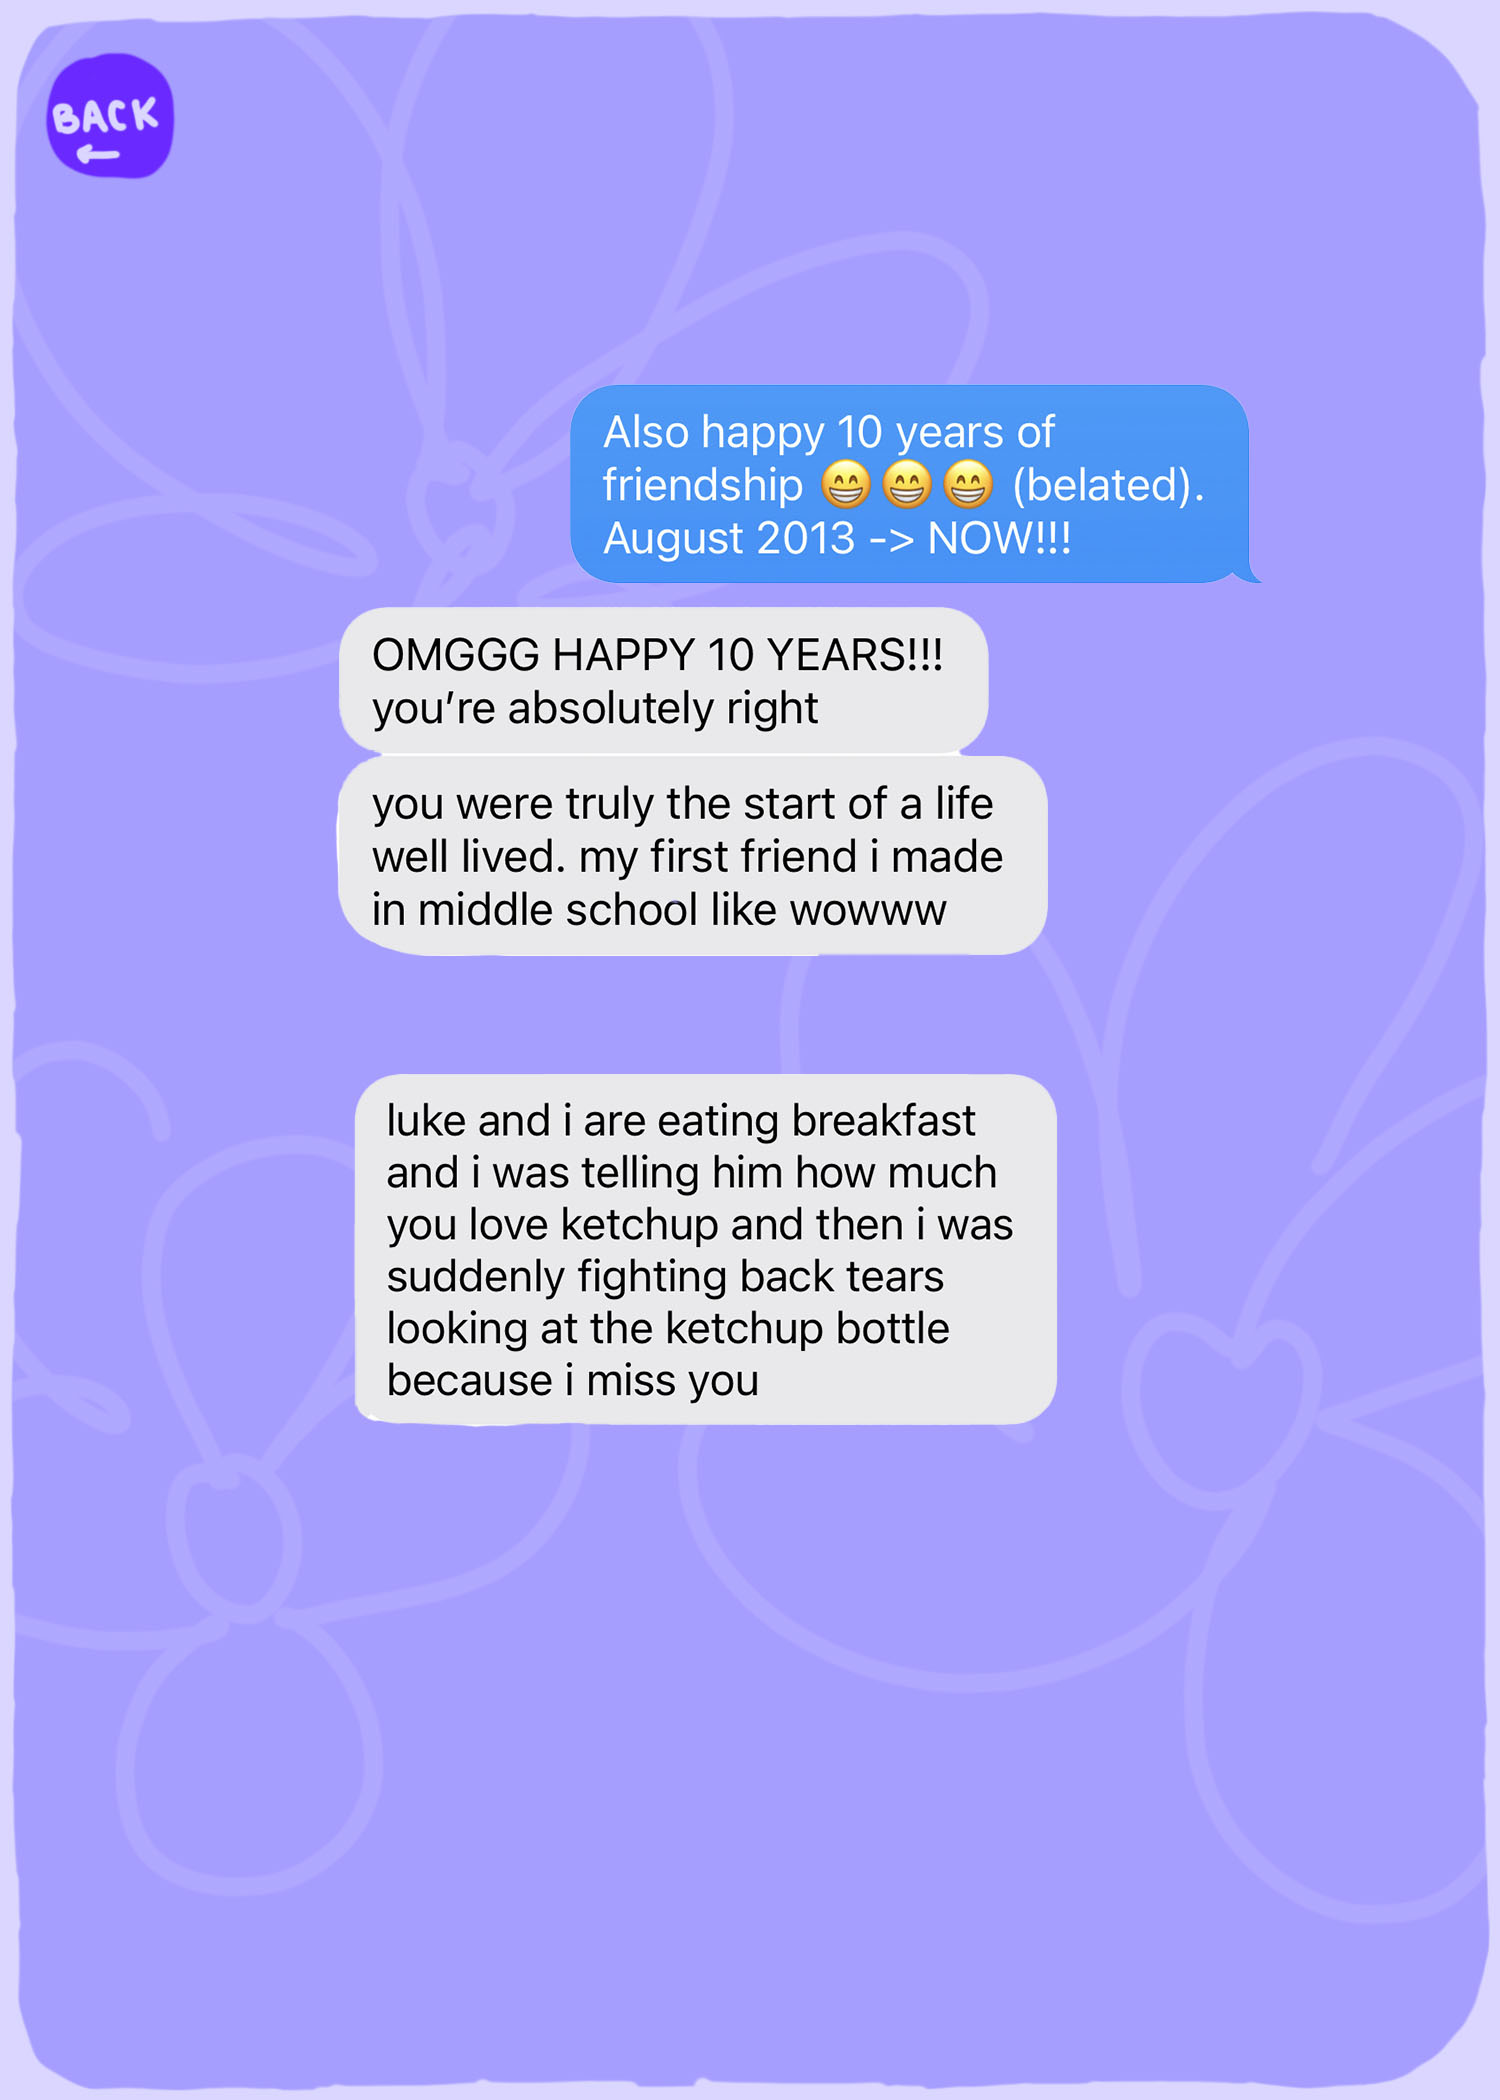 BACK
Also happy 10 years of
friendship 😁😁😁 (belated).
August 2013 -> NOW!!!
OMGGG HAPPY 10 YEARS!!!
you’re absolutely right
you were truly the start of a life
well lived. my first friend i made
in middle school like wowww
luke and i are eating breakfast
and i was telling him how much
you love ketchup and then i was
suddenly fighting back tears
looking at the ketchup bottle
because i miss you